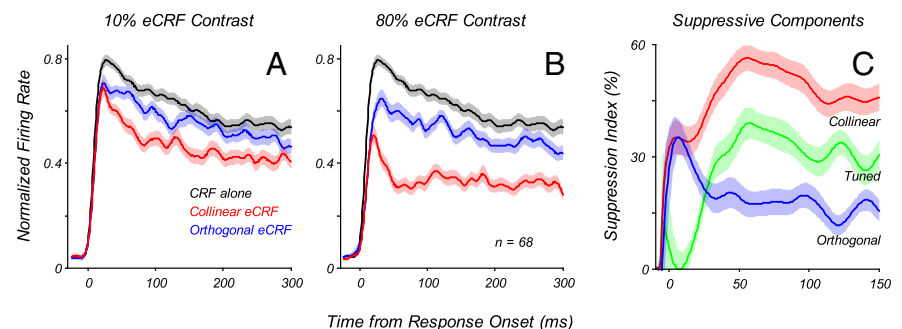 10% eCRF Contrast
80% eCRF Contrast
Suppressive Components
A
B
C
Normalized Firing Rate
0.8
0.4
0
0.8
0.4
0
Suppression Index (%)
60
30
0
CRF alone
Collinear eCRF
Orthogonal eCRF
n = 68
Collinear
Tuned
Orthogonal
0 100 200 300
0 100 200 300
0 50 100 150
Time from Response Onset (ms)